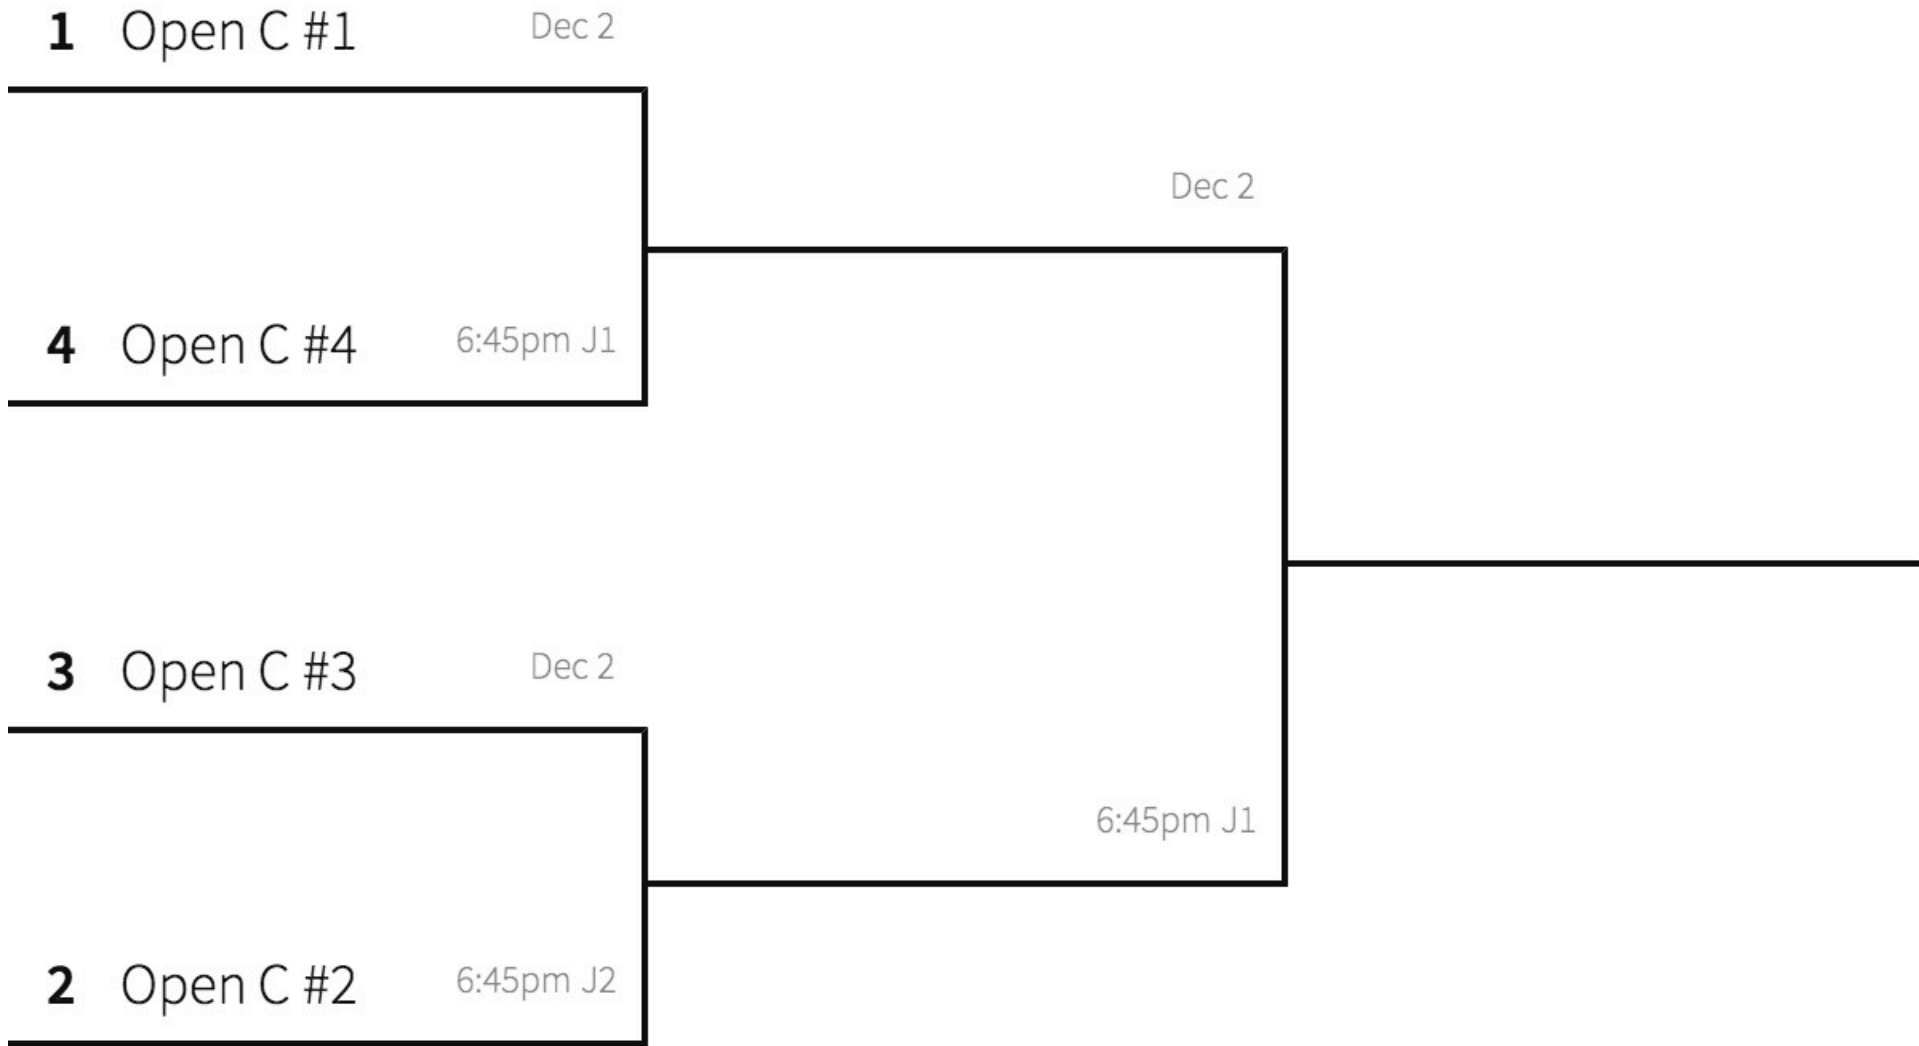 1 Open C #1 Dec 2
Dec 2
4 Open C #4 6:45pm J1
3 Open C #3 Dec 2
6:45pm J1
2 Open C #2 6:45pm J2